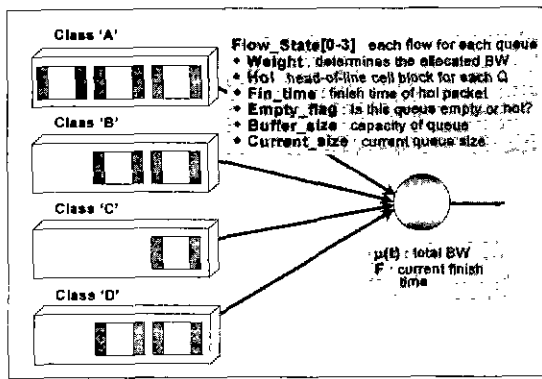 Class 'A'
Flow_State[0-3] : each flow for each queue
• Weight : determines the allocated BW
• Hol : head-of-line cell block for each Q
• Fin_time : finish time of hol packet
• Empty_flag : Is this queue empty or hot?
• Buffer_size : capacity of queue
• Current_size : current queue size
Class 'B'
Class 'C'
μ(t) : total BW
F : current finish
time
Class 'D'